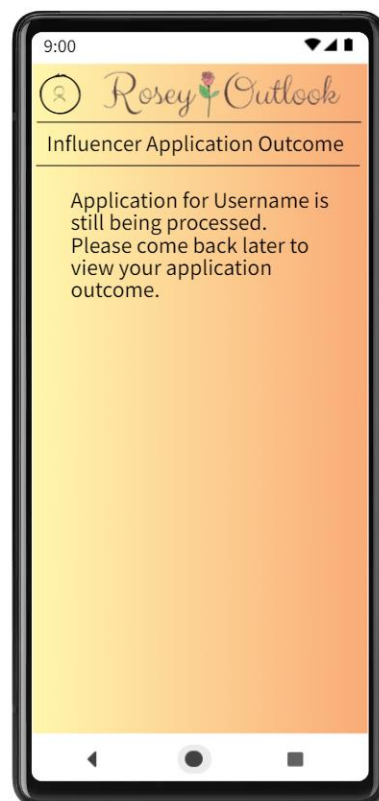 9:00
Rosey Outlook
Influencer Application Outcome
Application for Username is
still being processed.
Please come back later to
view your application
outcome.